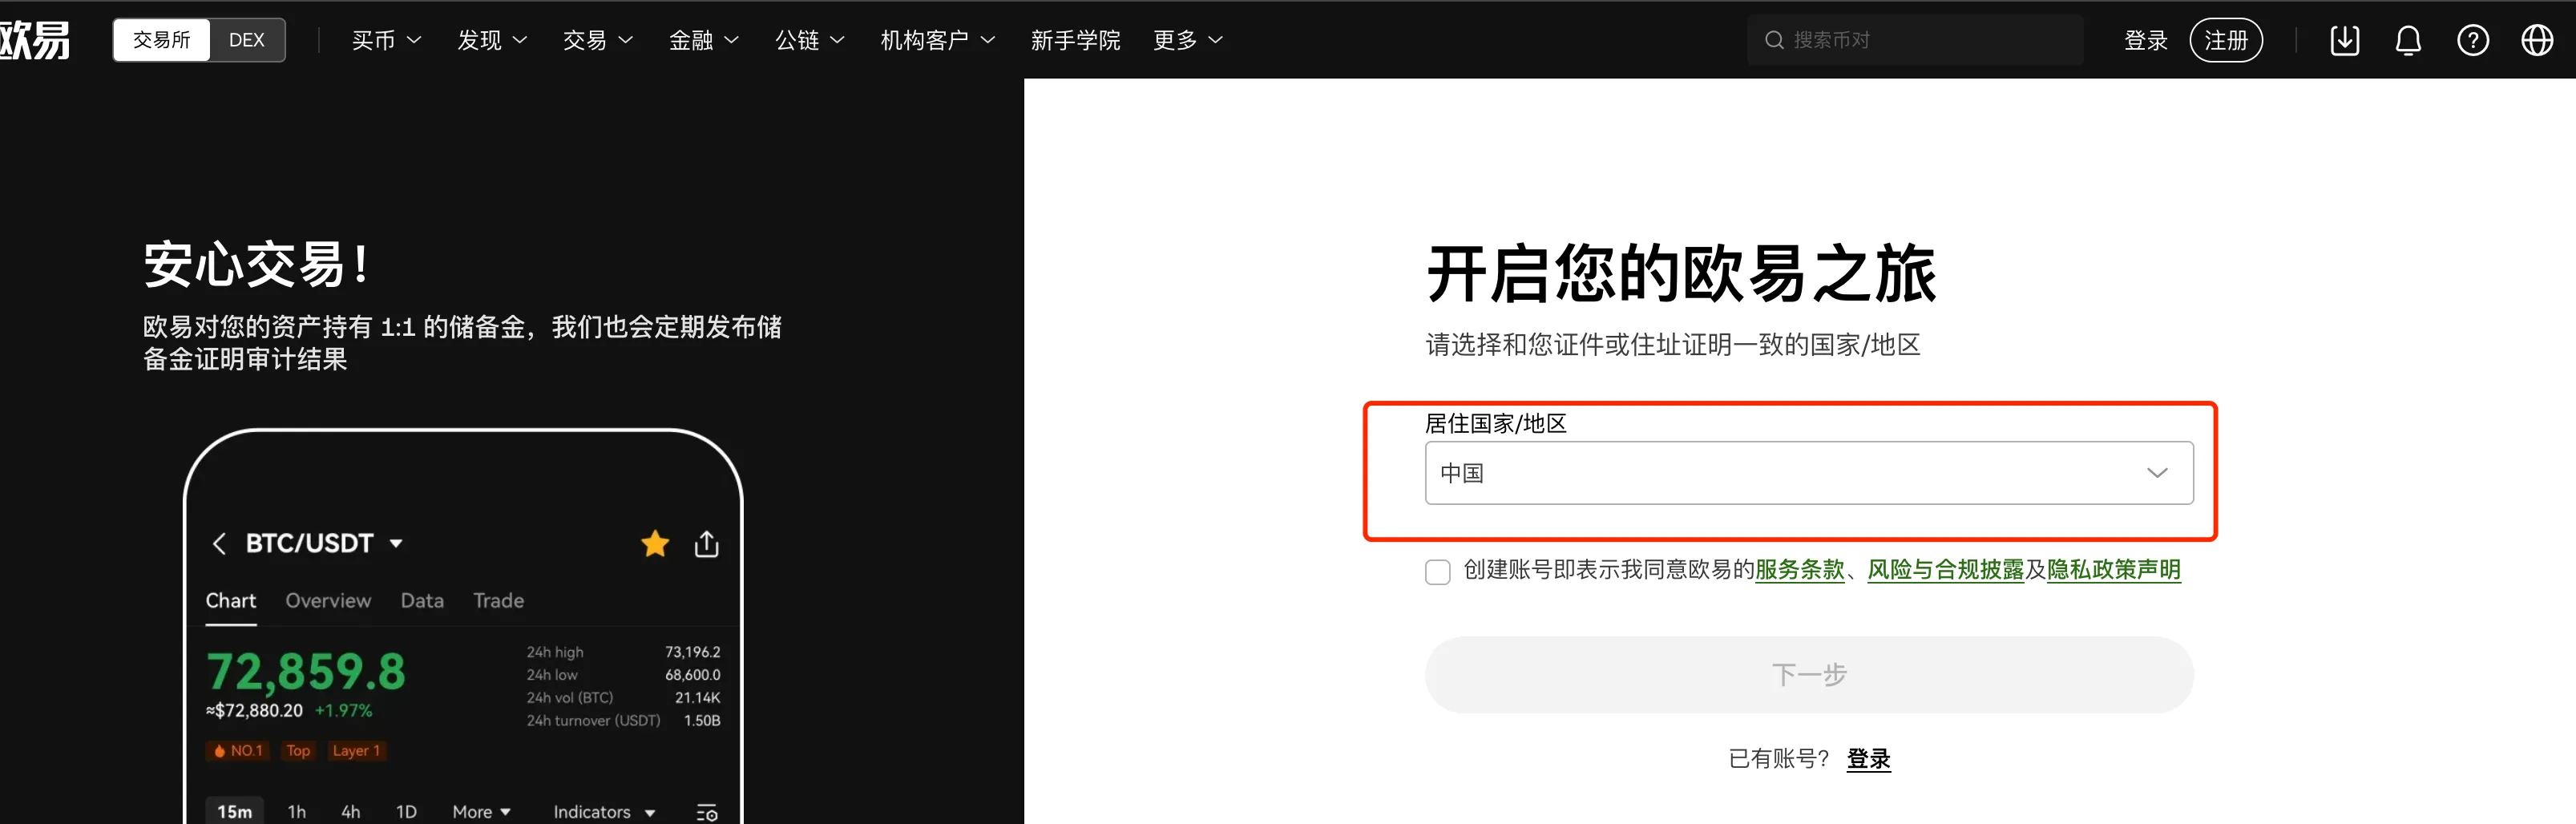 欧易 交易所 DEX 买币 发现 交易 金融 公链 机构客户 新手学院 更多 搜索币对 登录 注册
安心交易！
欧易对您的资产持有 1:1 的储备金，我们也会定期发布储
备金证明审计结果
BTC/USDT
Chart Overview Data Trade
72,859.8
≈$72,880.20 +1.97%
24h high 73,196.2
24h low 68,600.0
24h vol (BTC) 21.14K
24h turnover (USDT) 1.50B
NO.1 Top Layer 1
15m 1h 4h 1D More Indicators
开启您的欧易之旅
请选择和您证件或住址证明一致的国家/地区
居住国家/地区
中国
创建账号即表示我同意欧易的服务条款、风险与合规披露及隐私政策声明
下一步
已有账号？ 登录